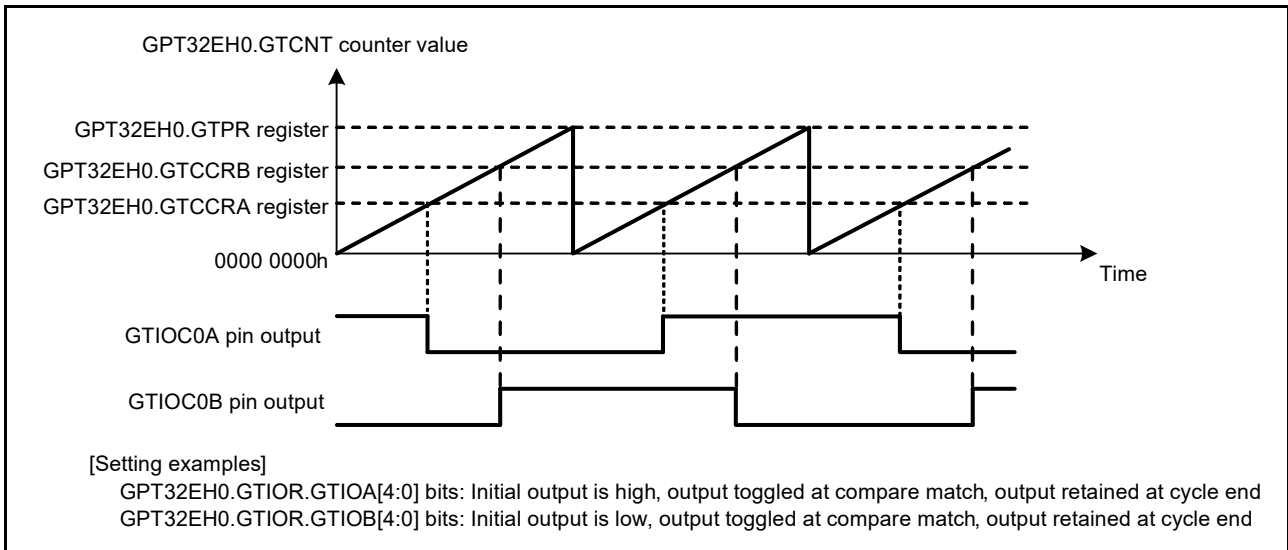 GPT32EH0.GTCNT counter value
GPT32EH0.GTPR register
GPT32EH0.GTCCRB register
GPT32EH0.GTCCRA register
0000 0000h
Time
GTIOC0A pin output
GTIOC0B pin output
[Setting examples]
GPT32EH0.GTIOR.GTIOA[4:0] bits: Initial output is high, output toggled at compare match, output retained at cycle end
GPT32EH0.GTIOR.GTIOB[4:0] bits: Initial output is low, output toggled at compare match, output retained at cycle end